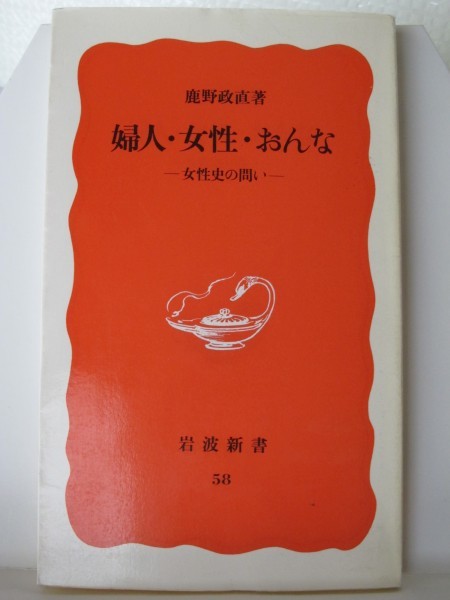 鹿野政直著
婦人・女性・おんな
―女性史の問い―
岩波新書
58